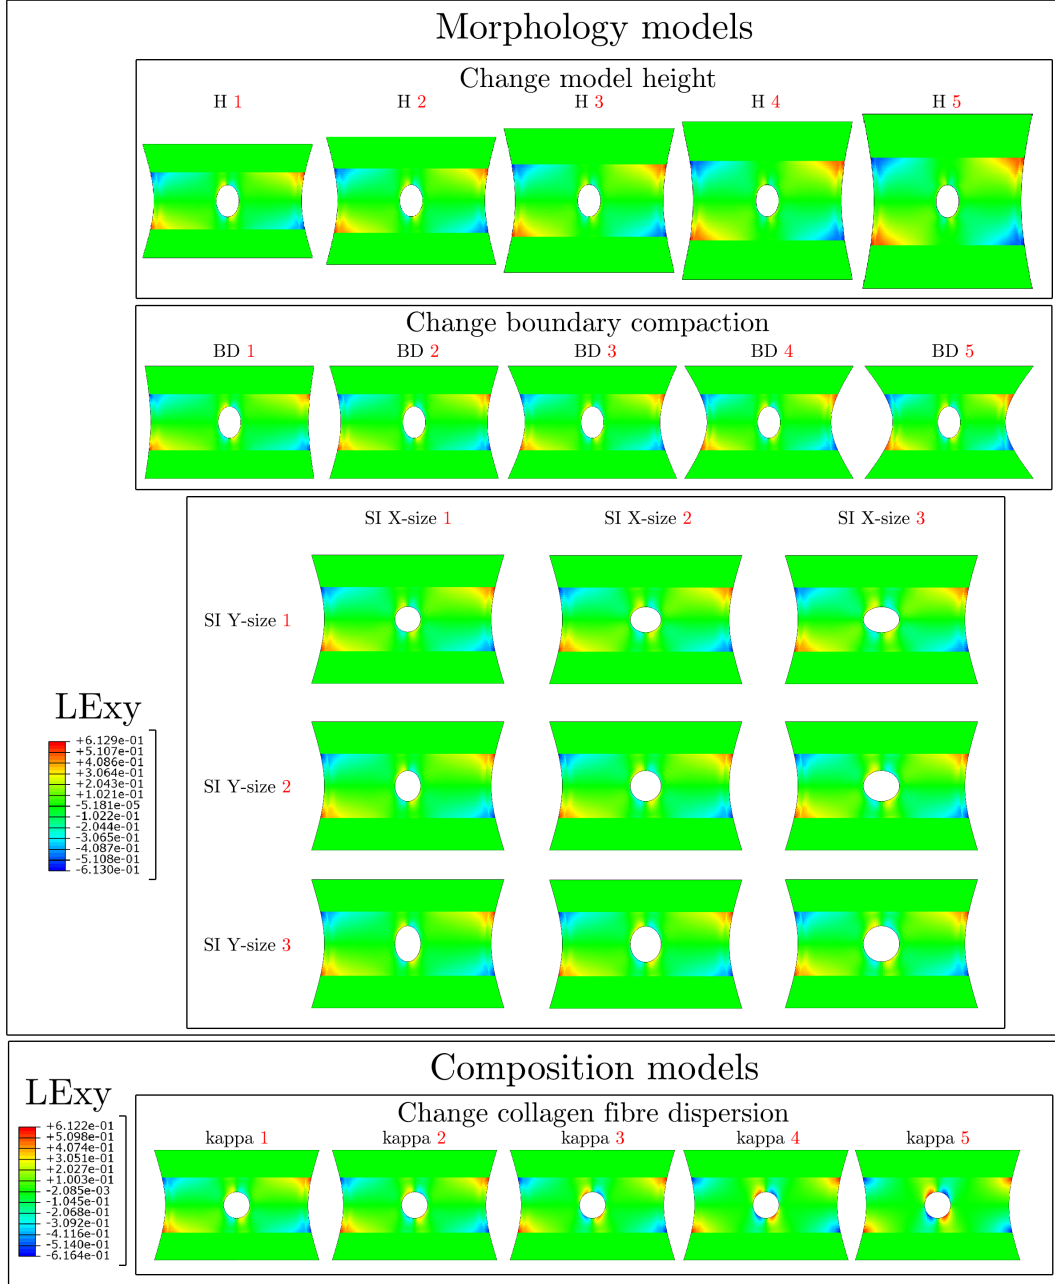 Morphology models
Change model height
H 1 H 2 H 3 H 4 H 5
Change boundary compaction
BD 1 BD 2 BD 3 BD 4 BD 5
SI X-size 1 SI X-size 2 SI X-size 3
SI Y-size 1
SI Y-size 2
SI Y-size 3
LExy
+6.129e-01
+5.107e-01
+4.086e-01
+3.064e-01
+2.043e-01
+1.021e-01
-5.181e-05
-1.022e-01
-2.044e-01
-3.065e-01
-4.087e-01
-5.108e-01
-6.130e-01
Composition models
LExy
+6.122e-01
+5.098e-01
+4.074e-01
+3.051e-01
+2.027e-01
+1.003e-01
-2.085e-03
-1.045e-01
-2.068e-01
-3.092e-01
-4.116e-01
-5.140e-01
-6.164e-01
Change collagen fibre dispersion
kappa 1 kappa 2 kappa 3 kappa 4 kappa 5